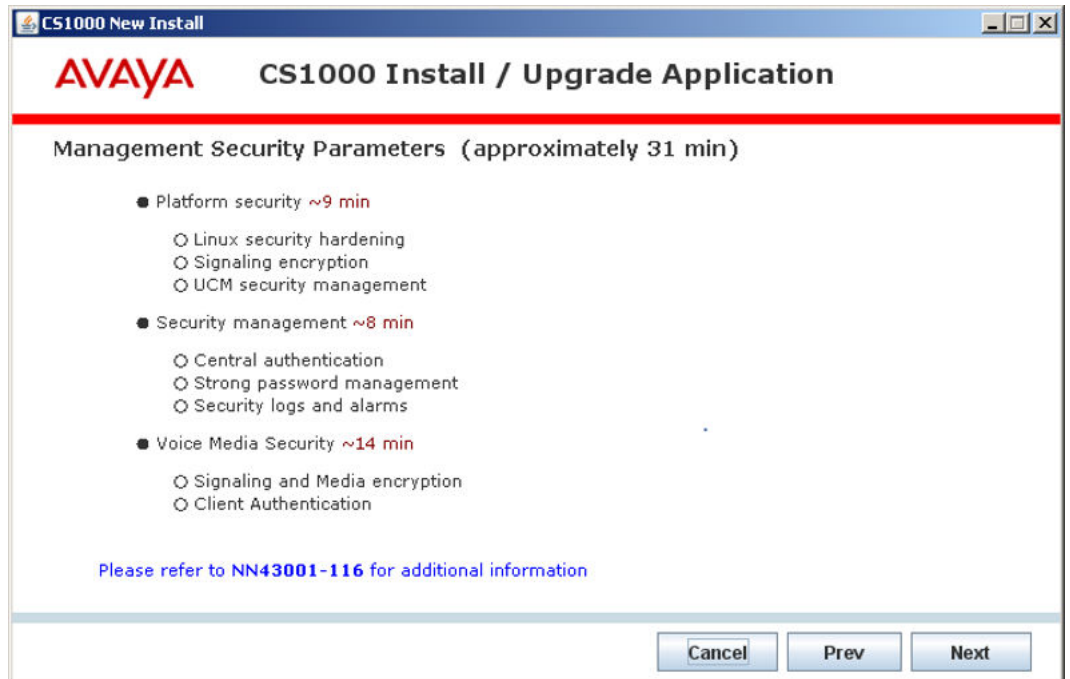 CS1000 New Install
AVAYA CS1000 Install / Upgrade Application
Management Security Parameters (approximately 31 min)
Platform security ~9 min
Linux security hardening
Signaling encryption
UCM security management
Security management ~8 min
Central authentication
Strong password management
Security logs and alarms
Voice Media Security ~14 min
Signaling and Media encryption
Client Authentication
Please refer to NN43001-116 for additional information
Cancel Prev Next